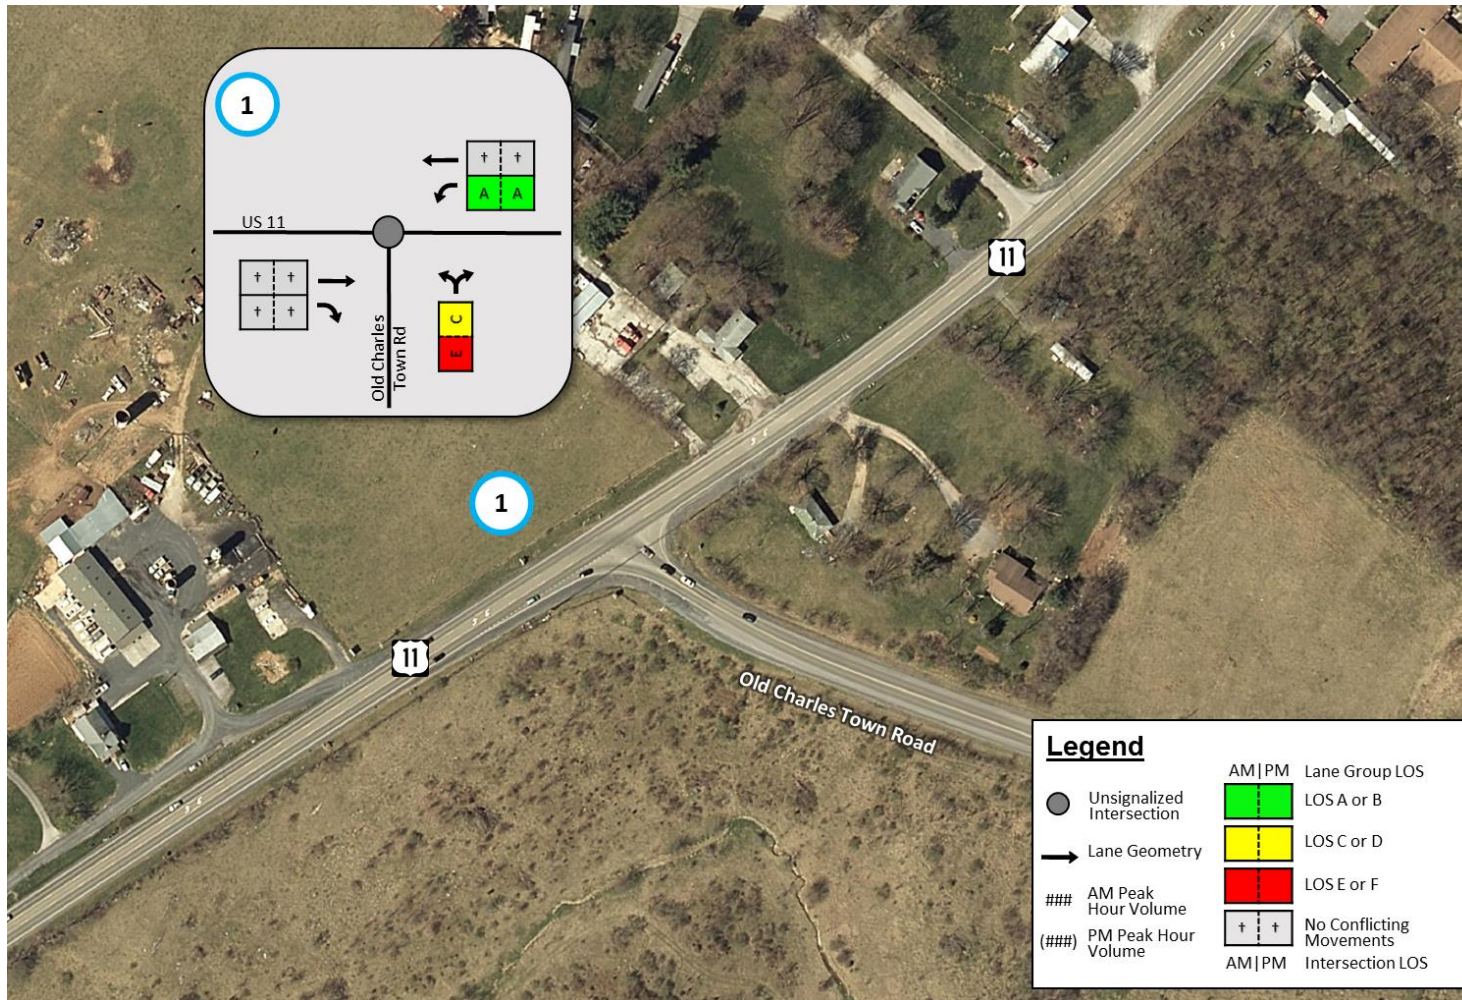 1
† †
A A
US 11
† †
† †
C
E
Old Charles
Town Rd
11
1
11
Old Charles Town Road
Legend
Unsignalized
Intersection
Lane Geometry
### AM Peak
Hour Volume
(###) PM Peak Hour
Volume
AM|PM Lane Group LOS
LOS A or B
LOS C or D
LOS E or F
† † No Conflicting
Movements
AM|PM Intersection LOS